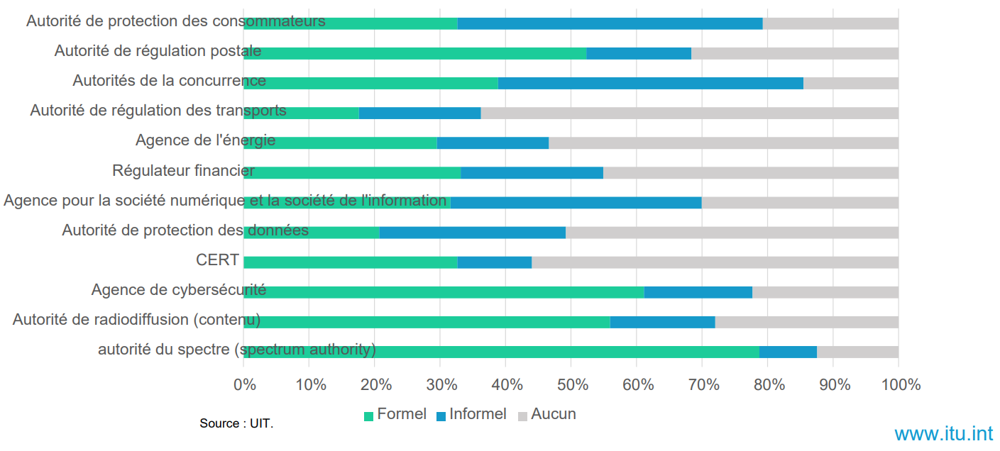 Autorité de protection des consommateurs
Autorité de régulation postale
Autorités de la concurrence
Autorité de régulation des transports
Agence de l'énergie
Régulateur financier
Agence pour la société numérique et la société de l'information
Autorité de protection des données
CERT
Agence de cybersécurité
Autorité de radiodiffusion (contenu)
autorité du spectre (spectrum authority)
0% 10% 20% 30% 40% 50% 60% 70% 80% 90% 100%
Formel Informel Aucun
Source : UIT.
www.itu.int